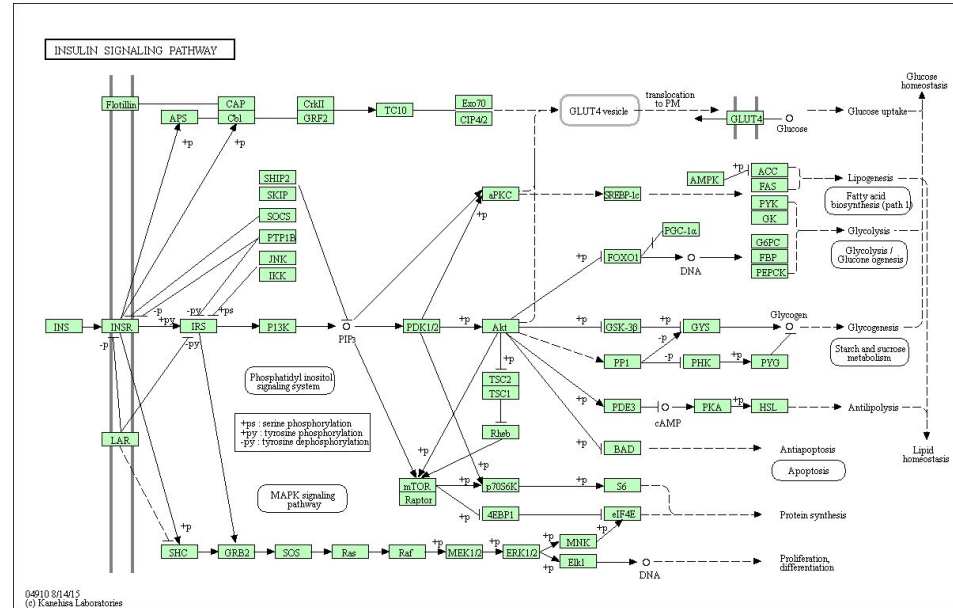 INSULIN SIGNALING PATHWAY
Glucose
homeostasis
Flotillin
CAP
CrkII
Exo70
translocation
to PM
APS
Cbl
GRF2
TC10
CIP4/2
GLUT4 vesicle
GLUT4
Glucose
Glucose uptake
+p
+p
SHIP2
SKIP
SOCS
PTP1B
JNK
IKK
aPKC
+p
SREBP-1c
AMPK
+p
ACC
FAS
PYK
GK
Lipogenesis
Fatty acid
biosynthesis (path 1)
Glycolysis
PGC-1α
+p
FOXO1
DNA
G6PC
FBP
PEPCK
Glycolysis /
Glucone ogenesis
-p
-py
+ps
INS
INSR
+py
IRS
P13K
PIP3
PDK1/2
+p
Akt
+p
GSK-3β
+p
GYS
Glycogen
Glycogenesis
-p
-py
+p
PP1
-p
-p
PHK
+p
PYG
Starch and sucrose
metabolism
Phosphatidyl inositol
signaling system
TSC2
TSC1
+p
PDE3
cAMP
PKA
+p
HSL
Antilipolysis
+ps : serine phosphorylation
+py : tyrosine phosphorylation
-py : tyrosine dephosphorylation
LAR
Rheb
+p
+p
BAD
Antiapoptosis
Apoptosis
Lipid
homeostasis
MAPK signaling
pathway
+p
mTOR
Raptor
+p
+p
p70S6K
+p
S6
+p
4EBP1
eIF4E
Protein synthesis
+p
SHC
GRB2
SOS
Ras
Raf
+p
MEK1/2
+p
ERK1/2
+p
MNK
+p
+p
Elk1
DNA
Proliferation,
differentiation
04910 8/14/15
(c) Kanehisa Laboratories